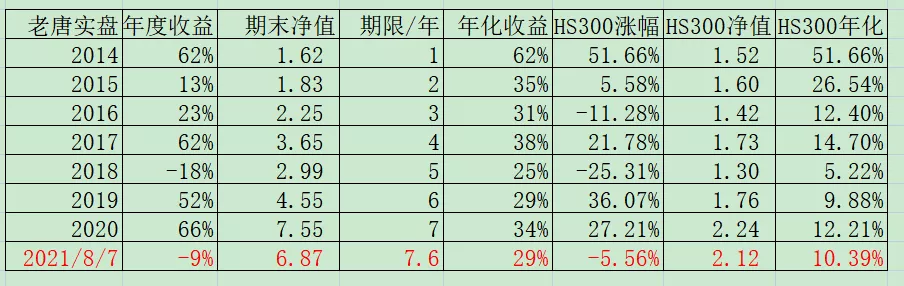 老唐实盘 年度收益 期末净值 期限/年 年化收益 HS300涨幅 HS300净值 HS300年化
2014 62% 1.62 1 62% 51.66% 1.52 51.66%
2015 13% 1.83 2 35% 5.58% 1.60 26.54%
2016 23% 2.25 3 31% -11.28% 1.42 12.40%
2017 62% 3.65 4 38% 21.78% 1.73 14.70%
2018 -18% 2.99 5 25% -25.31% 1.30 5.22%
2019 52% 4.55 6 29% 36.07% 1.76 9.88%
2020 66% 7.55 7 34% 27.21% 2.24 12.21%
2021/8/7 -9% 6.87 7.6 29% -5.56% 2.12 10.39%